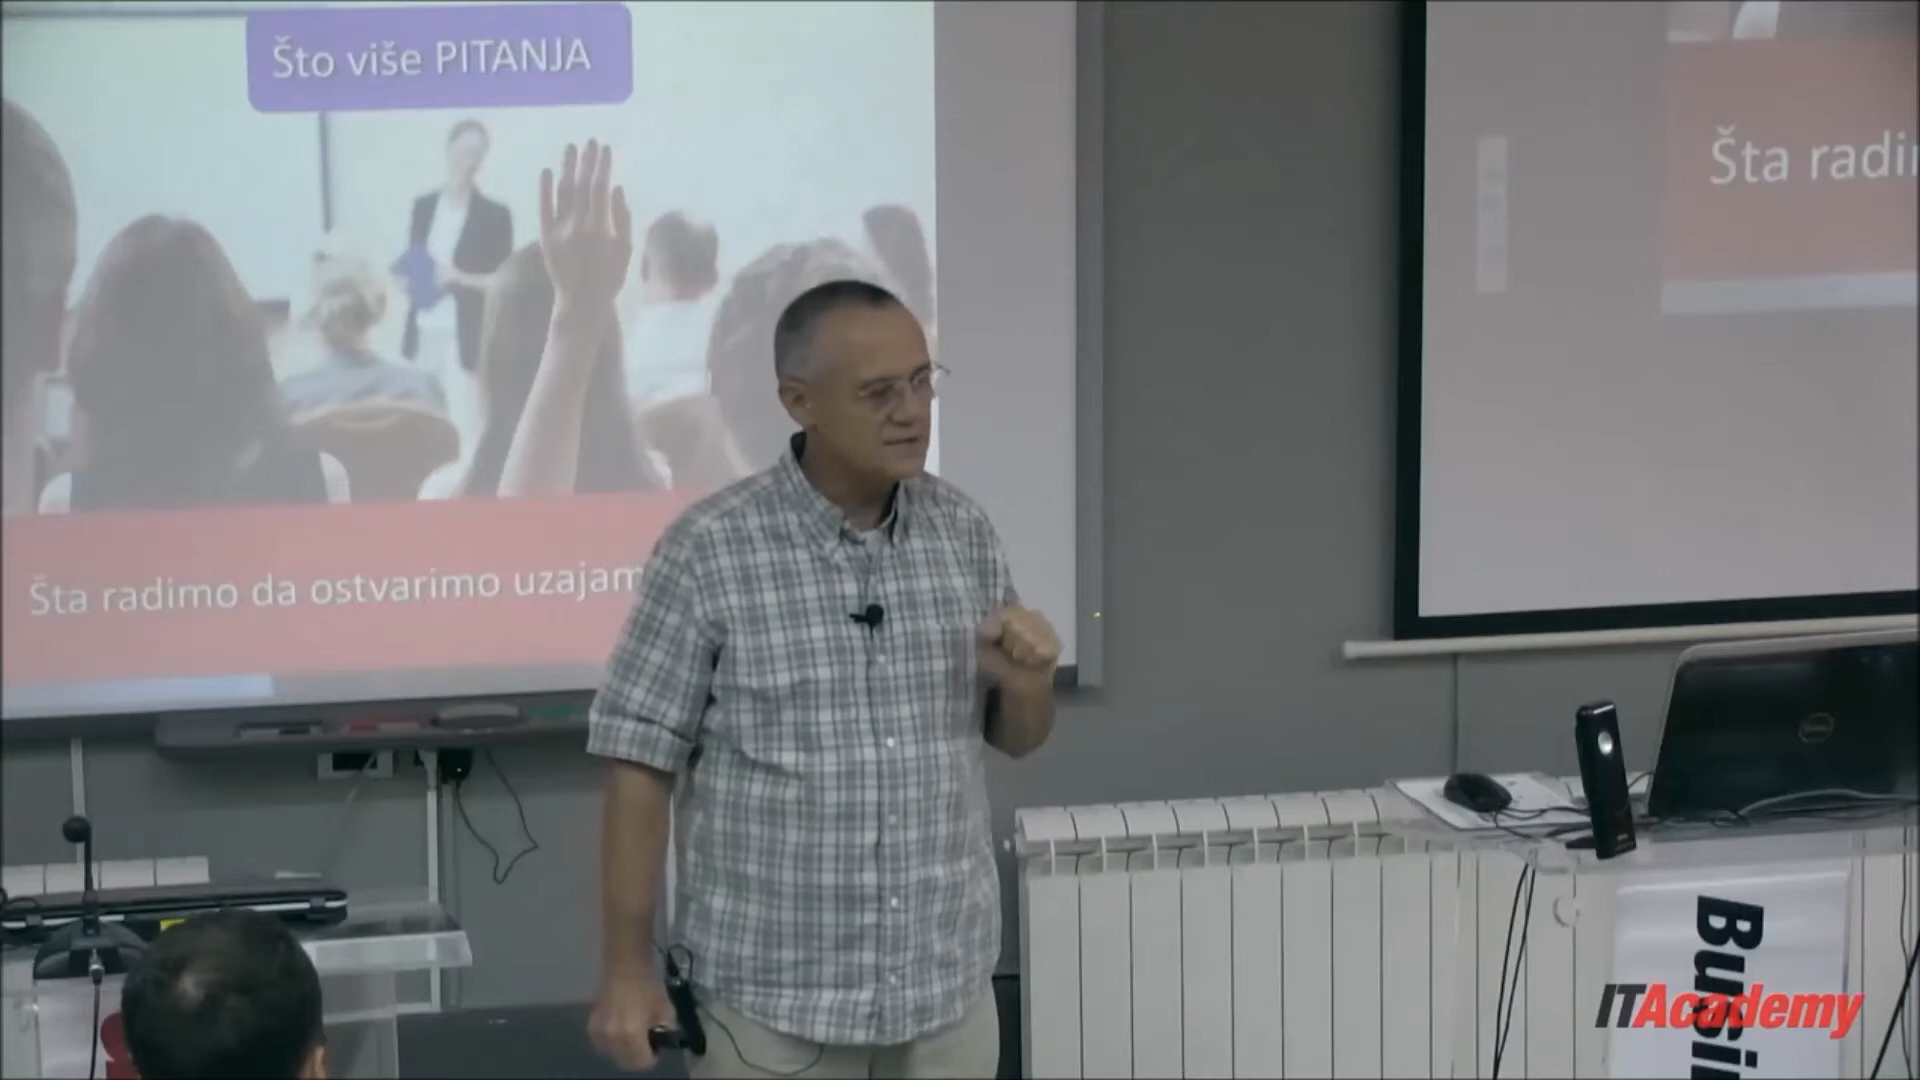 Što više PITANJA
Šta radimo da ostvarimo uzajam
Šta radi
Busi
ITAcademy